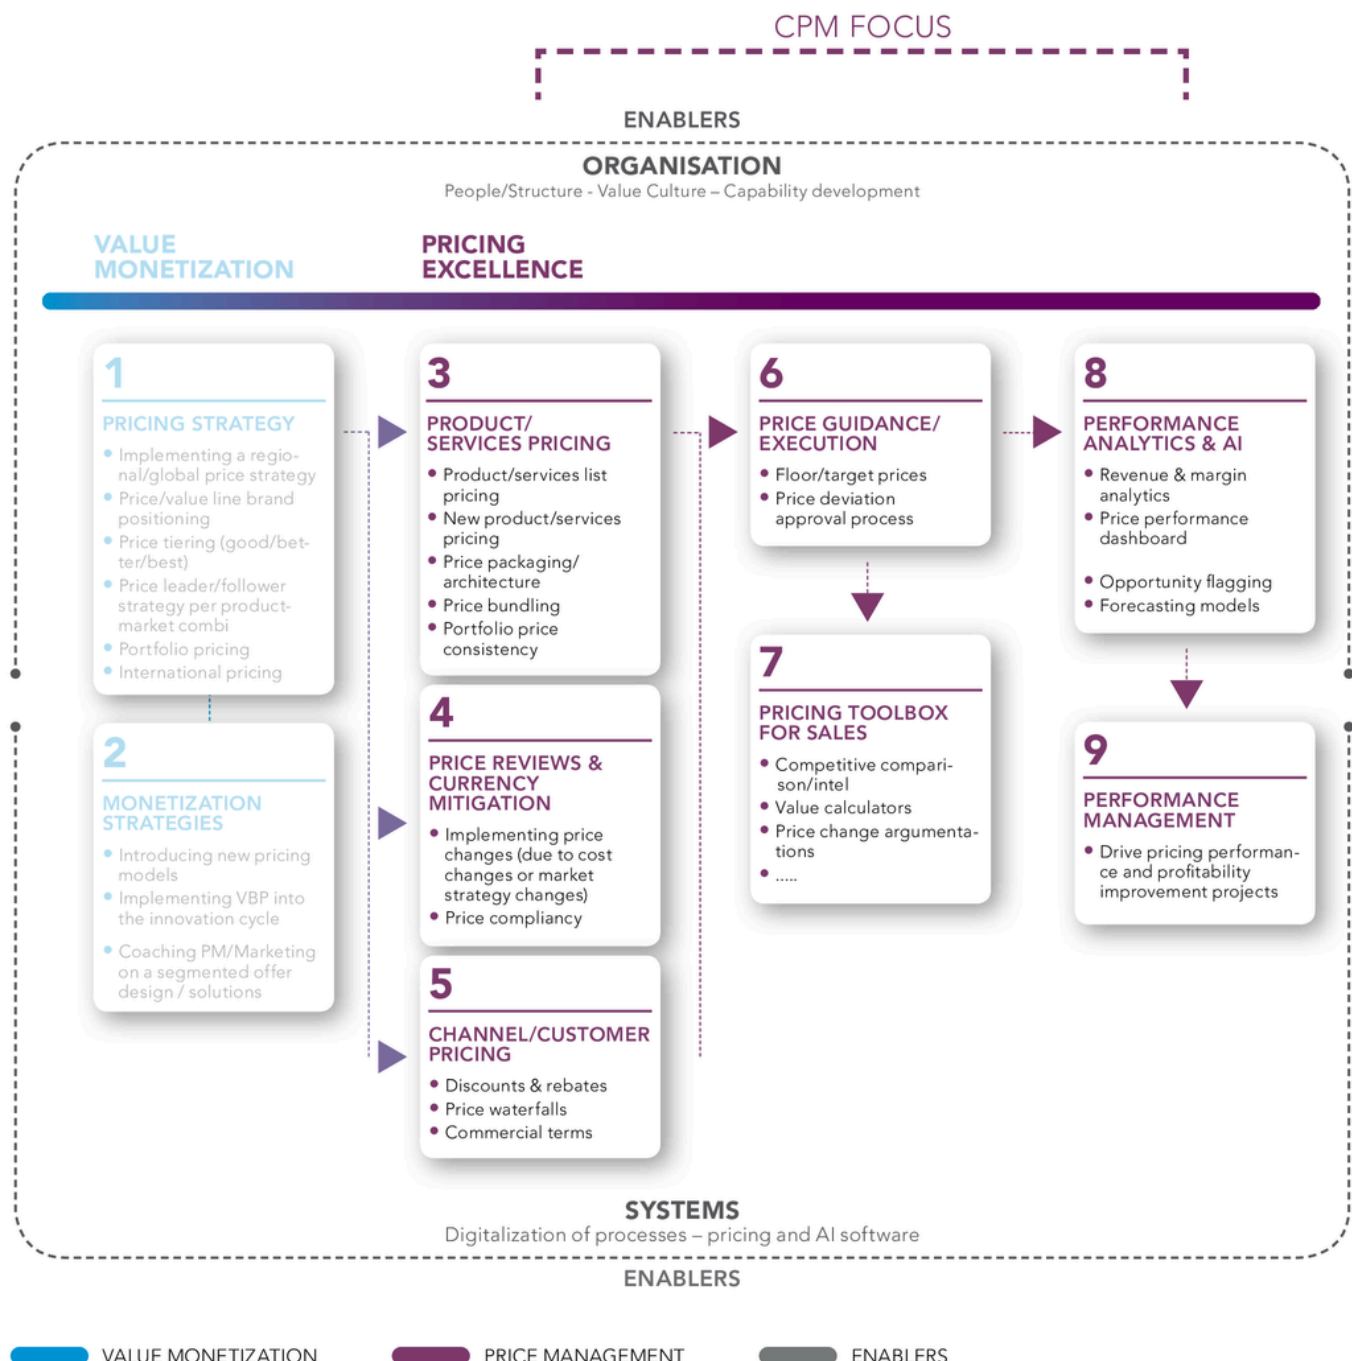 CPM FOCUS
ENABLERS
ORGANISATION
People/Structure - Value Culture – Capability development
VALUE
MONETIZATION
PRICING
EXCELLENCE
1
PRICING STRATEGY
• Implementing a regio-
nal/global price strategy
• Price/value line brand
positioning
• Price tiering (good/bet-
ter/best)
• Price leader/follower
strategy per product-
market combi
• Portfolio pricing
• International pricing
2
MONETIZATION
STRATEGIES
• Introducing new pricing
models
• Implementing VBP into
the innovation cycle
• Coaching PM/Marketing
on a segmented offer
design / solutions
3
PRODUCT/
SERVICES PRICING
• Product/services list
pricing
• New product/services
pricing
• Price packaging/
architecture
• Price bundling
• Portfolio price
consistency
4
PRICE REVIEWS &
CURRENCY
MITIGATION
• Implementing price
changes (due to cost
changes or market
strategy changes)
• Price compliancy
5
CHANNEL/CUSTOMER
PRICING
• Discounts & rebates
• Price waterfalls
• Commercial terms
6
PRICE GUIDANCE/
EXECUTION
• Floor/target prices
• Price deviation
approval process
7
PRICING TOOLBOX
FOR SALES
• Competitive compari-
son/intel
• Value calculators
• Price change argumenta-
tions
• .....
8
PERFORMANCE
ANALYTICS & AI
• Revenue & margin
analytics
• Price performance
dashboard
• Opportunity flagging
• Forecasting models
9
PERFORMANCE
MANAGEMENT
• Drive pricing performan-
ce and profitability
improvement projects
SYSTEMS
Digitalization of processes – pricing and AI software
ENABLERS
VALUE MONETIZATION
PRICE MANAGEMENT
ENABLERS